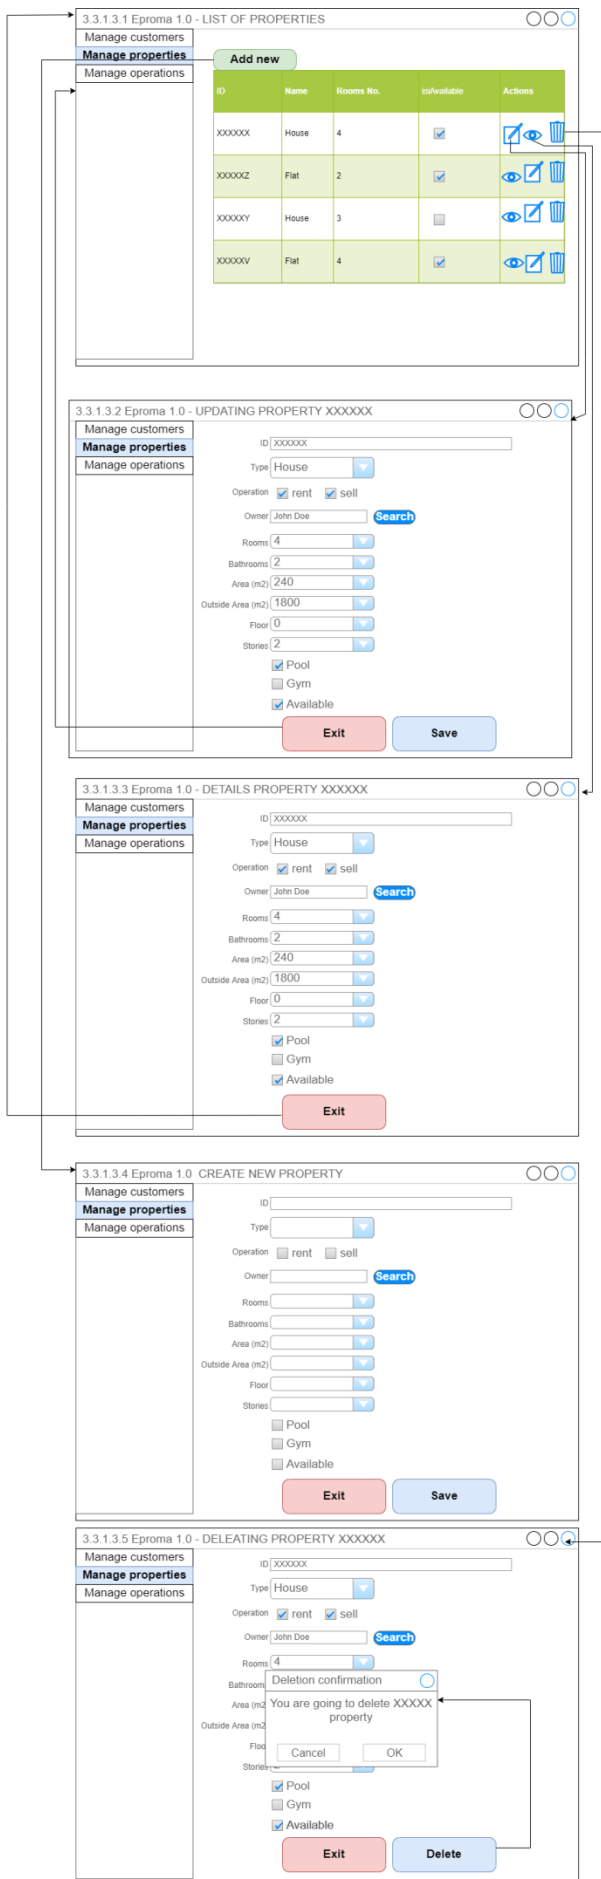 3.3.1.3.1 Eproma 1.0 - LIST OF PROPERTIES
Manage customers
Manage properties
Manage operations
Add new
ID Name Rooms No. isiAvailable Actions
XXXXXX House 4
XXXXXZ Flat 2
XXXXXY House 3
XXXXXV Flat 4
3.3.1.3.2 Eproma 1.0 - UPDATING PROPERTY XXXXXX
Manage customers
Manage properties
Manage operations
ID XXXXXX
Type House
Operation rent sell
Owner John Doe Search
Rooms 4
Bathrooms 2
Area (m2) 240
Outside Area (m2) 1800
Floor 0
Stories 2
Pool
Gym
Available
Exit Save
3.3.1.3.3 Eproma 1.0 - DETAILS PROPERTY XXXXXX
Manage customers
Manage properties
Manage operations
ID XXXXXX
Type House
Operation rent sell
Owner John Doe Search
Rooms 4
Bathrooms 2
Area (m2) 240
Outside Area (m2) 1800
Floor 0
Stories 2
Pool
Gym
Available
Exit
3.3.1.3.4 Eproma 1.0 CREATE NEW PROPERTY
Manage customers
Manage properties
Manage operations
ID
Type
Operation rent sell
Owner Search
Rooms
Bathrooms
Area (m2)
Outside Area (m2)
Floor
Stories
Pool
Gym
Available
Exit Save
3.3.1.3.5 Eproma 1.0 - DELEATING PROPERTY XXXXXX
Manage customers
Manage properties
Manage operations
ID XXXXXX
Type House
Operation rent sell
Owner John Doe Search
Rooms 4
Bathroom
Area (m2
Outside Area (m2
Floo
Stories
Deletion confirmation
You are going to delete XXXXX
property
Cancel OK
Pool
Gym
Available
Exit Delete